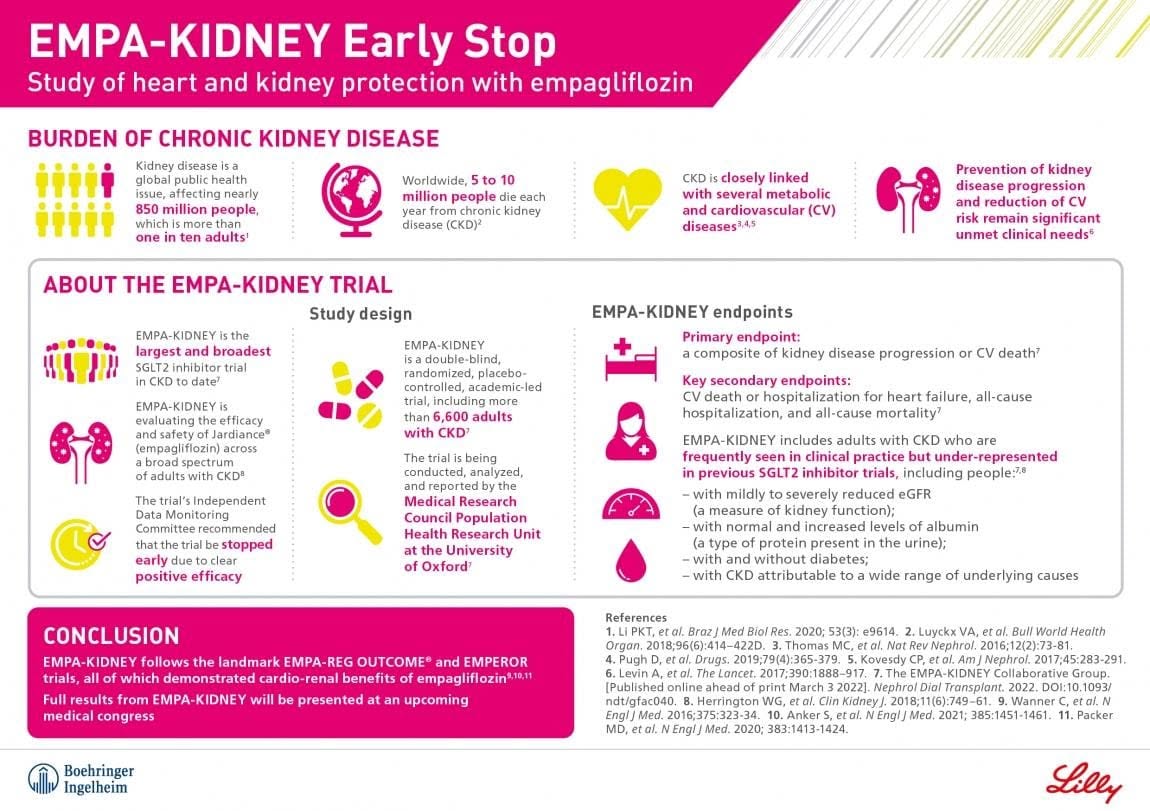 EMPA-KIDNEY Early Stop
Study of heart and kidney protection with empagliflozin
BURDEN OF CHRONIC KIDNEY DISEASE
Kidney disease is a
global public health
issue, affecting nearly
850 million people,
which is more than
one in ten adults¹
Worldwide, 5 to 10
million people die each
year from chronic kidney
disease (CKD)²
CKD is closely linked
with several metabolic
and cardiovascular (CV)
diseases³,⁴,⁵
Prevention of kidney
disease progression
and reduction of CV
risk remain significant
unmet clinical needs⁶
ABOUT THE EMPA-KIDNEY TRIAL
EMPA-KIDNEY is the
largest and broadest
SGLT2 inhibitor trial
in CKD to date⁷
EMPA-KIDNEY is
evaluating the efficacy
and safety of Jardiance®
(empagliflozin) across
a broad spectrum
of adults with CKD⁸
The trial’s Independent
Data Monitoring
Committee recommended
that the trial be stopped
early due to clear
positive efficacy
Study design
EMPA-KIDNEY
is a double-blind,
randomized, placebo-
controlled, academic-led
trial, including more
than 6,600 adults
with CKD⁷
The trial is being
conducted, analyzed,
and reported by the
Medical Research
Council Population
Health Research Unit
at the University
of Oxford⁷
EMPA-KIDNEY endpoints
Primary endpoint:
a composite of kidney disease progression or CV death⁷
Key secondary endpoints:
CV death or hospitalization for heart failure, all-cause
hospitalization, and all-cause mortality⁷
EMPA-KIDNEY includes adults with CKD who are
frequently seen in clinical practice but under-represented
in previous SGLT2 inhibitor trials, including people:⁷,⁸
– with mildly to severely reduced eGFR
(a measure of kidney function);
– with normal and increased levels of albumin
(a type of protein present in the urine);
– with and without diabetes;
– with CKD attributable to a wide range of underlying causes
CONCLUSION
EMPA-KIDNEY follows the landmark EMPA-REG OUTCOME® and EMPEROR
trials, all of which demonstrated cardio-renal benefits of empagliflozin⁹,¹⁰,¹¹
Full results from EMPA-KIDNEY will be presented at an upcoming
medical congress
References
1. Li PKT, et al. Braz J Med Biol Res. 2020; 53(3): e9614. 2. Luyckx VA, et al. Bull World Health
Organ. 2018;96(6):414–422D. 3. Thomas MC, et al. Nat Rev Nephrol. 2016;12(2):73-81.
4. Pugh D, et al. Drugs. 2019;79(4):365-379. 5. Kovesdy CP, et al. Am J Nephrol. 2017;45:283-291.
6. Levin A, et al. The Lancet. 2017;390:1888–917. 7. The EMPA-KIDNEY Collaborative Group.
[Published online ahead of print March 3 2022]. Nephrol Dial Transplant. 2022. DOI:10.1093/
ndt/gfac040. 8. Herrington WG, et al. Clin Kidney J. 2018;11(6):749–61. 9. Wanner C, et al. N
Engl J Med. 2016;375:323-34. 10. Anker S, et al. N Engl J Med. 2021; 385:1451-1461. 11. Packer
MD, et al. N Engl J Med. 2020; 383:1413-1424.
Boehringer
Ingelheim
Lilly